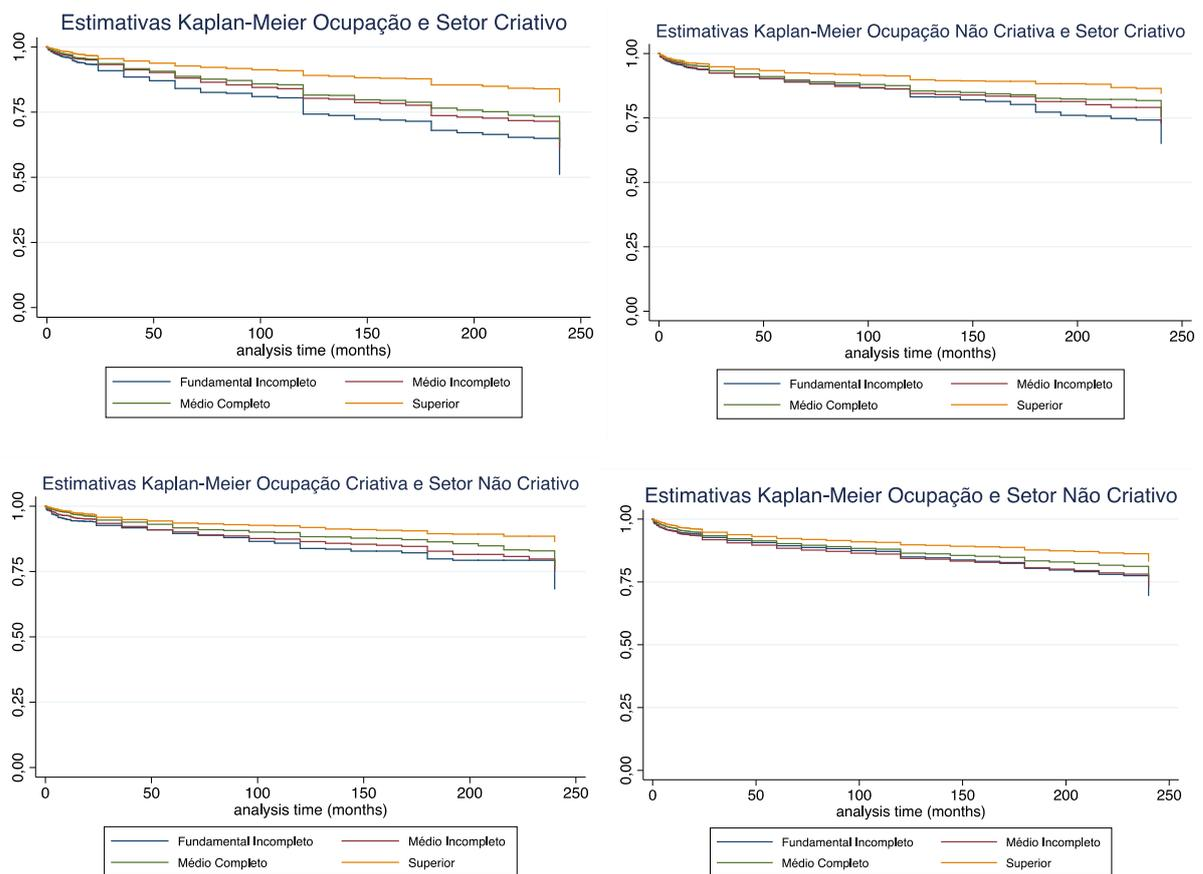 Estimativas Kaplan-Meier Ocupação e Setor Criativo
1,00
0,75
0,50
0,25
0,00
0 50 100 150 200 250
analysis time (months)
Fundamental Incompleto Médio Incompleto
Médio Completo Superior
Estimativas Kaplan-Meier Ocupação Não Criativa e Setor Criativo
1,00
0,75
0,50
0,25
0,00
0 50 100 150 200 250
analysis time (months)
Fundamental Incompleto Médio Incompleto
Médio Completo Superior
Estimativas Kaplan-Meier Ocupação Criativa e Setor Não Criativo
1,00
0,75
0,50
0,25
0,00
0 50 100 150 200 250
analysis time (months)
Fundamental Incompleto Médio Incompleto
Médio Completo Superior
Estimativas Kaplan-Meier Ocupação e Setor Não Criativo
1,00
0,75
0,50
0,25
0,00
0 50 100 150 200 250
analysis time (months)
Fundamental Incompleto Médio Incompleto
Médio Completo Superior